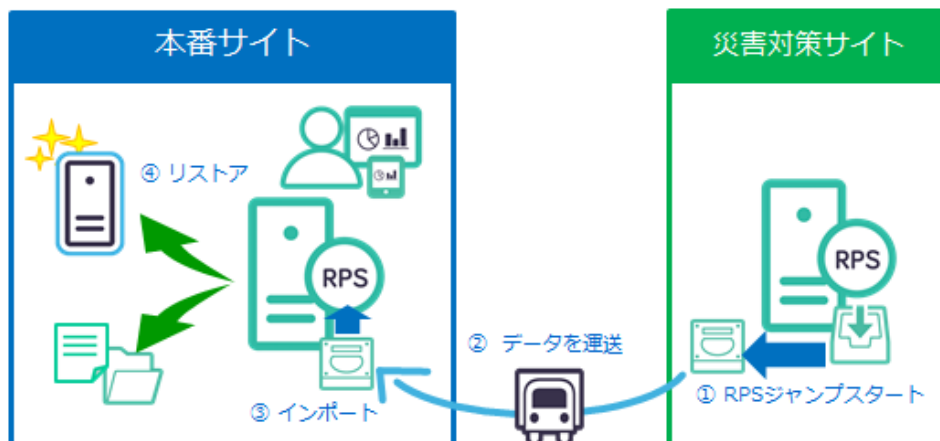 本番サイト
災害対策サイト
④ リストア
RPS
RPS
② データを運送
① RPSジャンプスタート
③ インポート